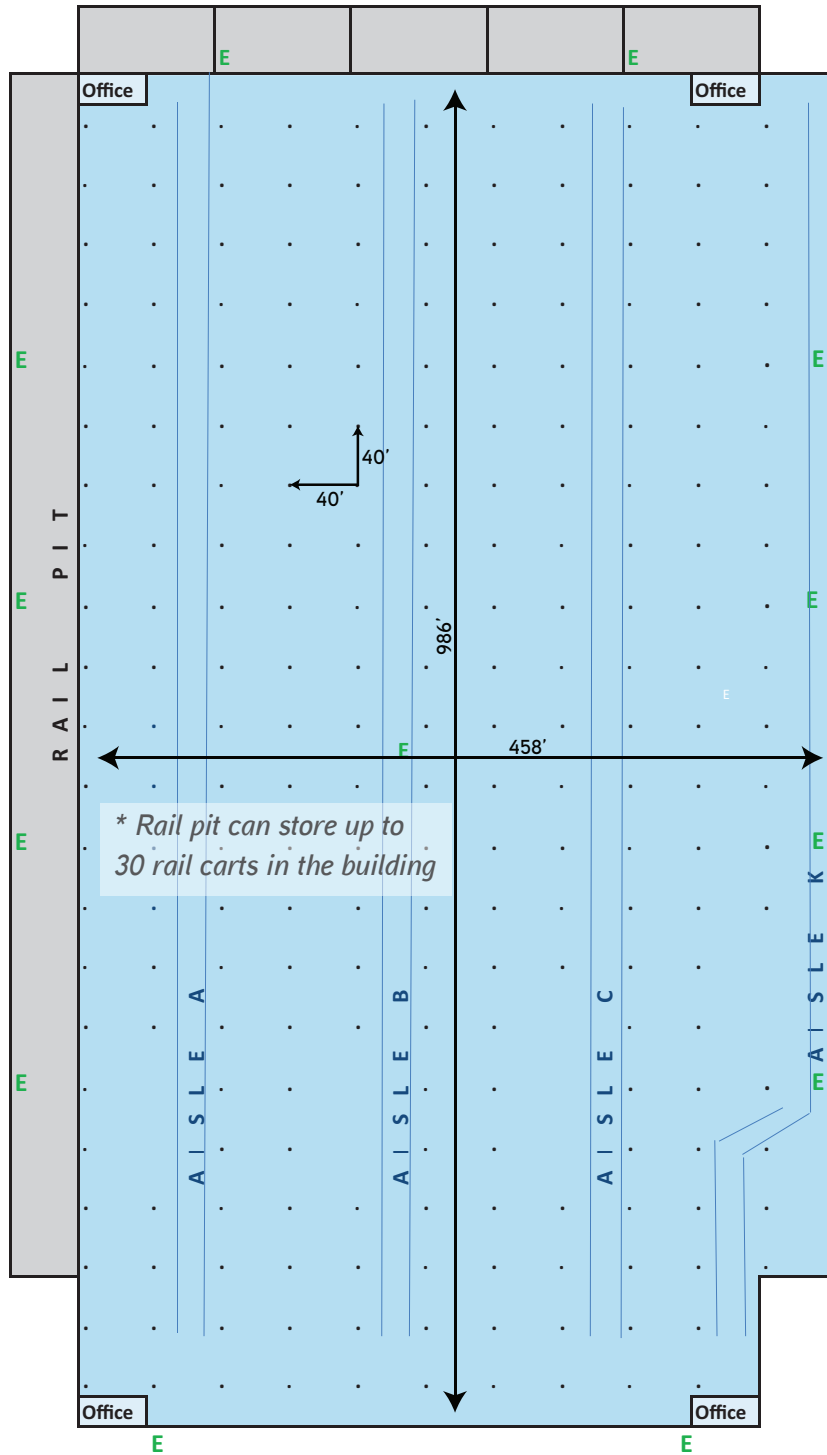 E
E
Office
Office
E
E
40'
40'
RAIL PIT
E
E
986'
E
E
458'
* Rail pit can store up to
30 rail carts in the building
E
E
AISLE K
AISLE A
AISLE B
AISLE C
E
E
Office
Office
E
E